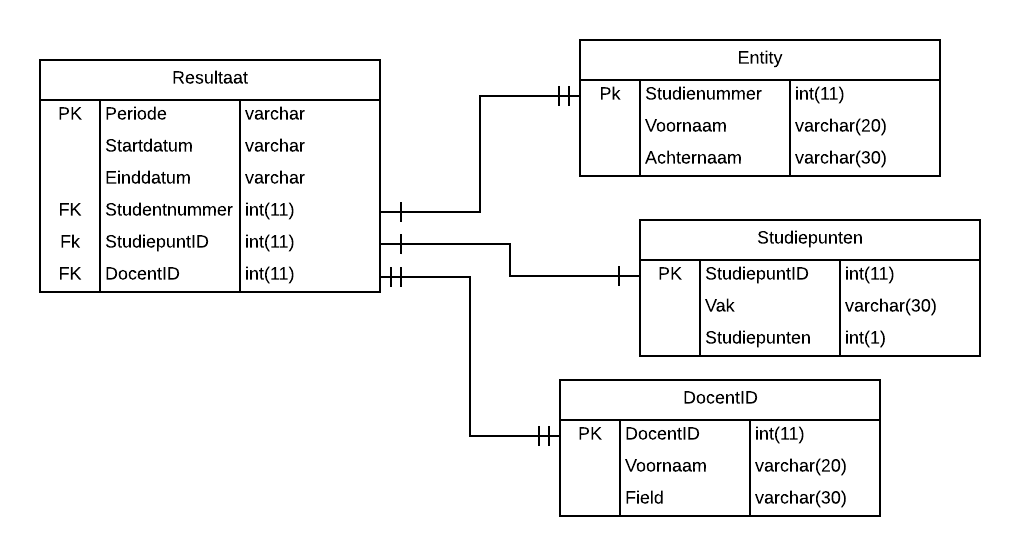 Resultaat
PK Periode varchar
Startdatum varchar
Einddatum varchar
FK Studentnummer int(11)
Fk StudiepuntID int(11)
FK DocentID int(11)
Entity
Pk Studienummer int(11)
Voornaam varchar(20)
Achternaam varchar(30)
Studiepunten
PK StudiepuntID int(11)
Vak varchar(30)
Studiepunten int(1)
DocentID
PK DocentID int(11)
Voornaam varchar(20)
Field varchar(30)